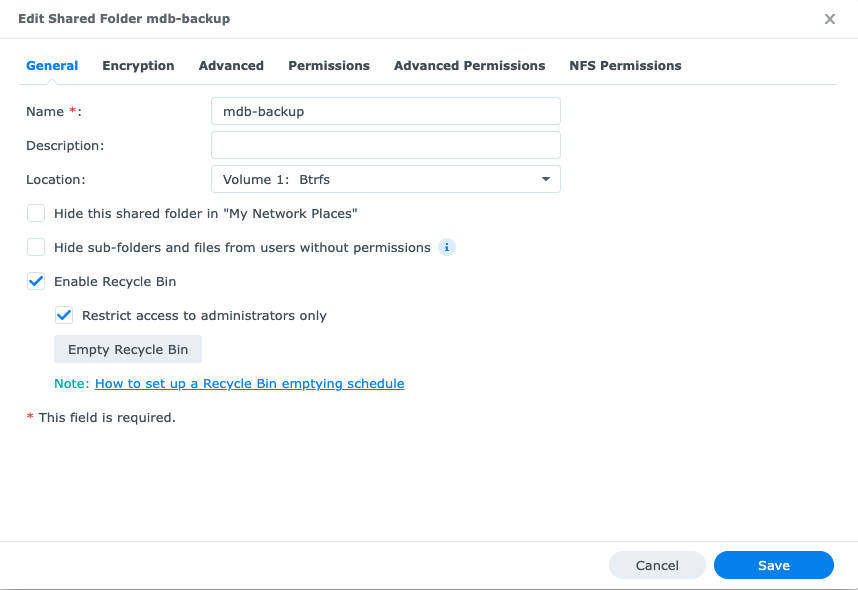 Edit Shared Folder mdb-backup
General Encryption Advanced Permissions Advanced Permissions NFS Permissions
Name *: mdb-backup
Description:
Location: Volume 1: Btrfs
Hide this shared folder in "My Network Places"
Hide sub-folders and files from users without permissions i
Enable Recycle Bin
Restrict access to administrators only
Empty Recycle Bin
Note: How to set up a Recycle Bin emptying schedule
* This field is required.
Cancel Save